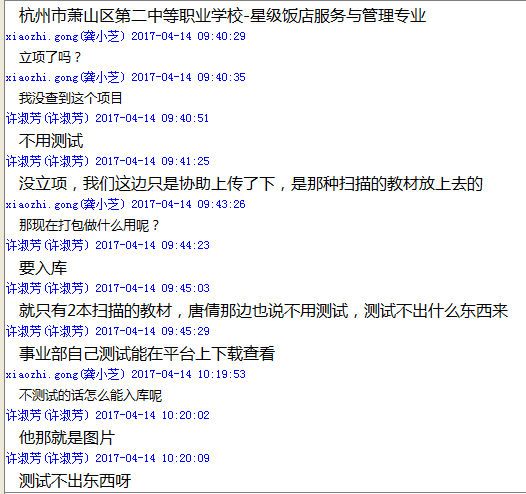 杭州市萧山区第二中等职业学校-星级饭店服务与管理专业
xiaozhi.gong(龚小芝) 2017-04-14 09:40:29
立项了吗？
xiaozhi.gong(龚小芝) 2017-04-14 09:40:35
我没查到这个项目
许淑芳(许淑芳) 2017-04-14 09:40:51
不用测试
许淑芳(许淑芳) 2017-04-14 09:41:25
没立项，我们这边只是协助上传了下，是那种扫描的教材放上去的
xiaozhi.gong(龚小芝) 2017-04-14 09:43:26
那现在打包做什么用呢？
许淑芳(许淑芳) 2017-04-14 09:44:23
要入库
许淑芳(许淑芳) 2017-04-14 09:45:03
就只有2本扫描的教材，唐倩那边也说不用测试，测试不出什么东西来
许淑芳(许淑芳) 2017-04-14 09:45:29
事业部自己测试能在平台上下载查看
xiaozhi.gong(龚小芝) 2017-04-14 10:19:53
不测试的话怎么能入库呢
许淑芳(许淑芳) 2017-04-14 10:20:02
他那就是图片
许淑芳(许淑芳) 2017-04-14 10:20:09
测试不出东西呀